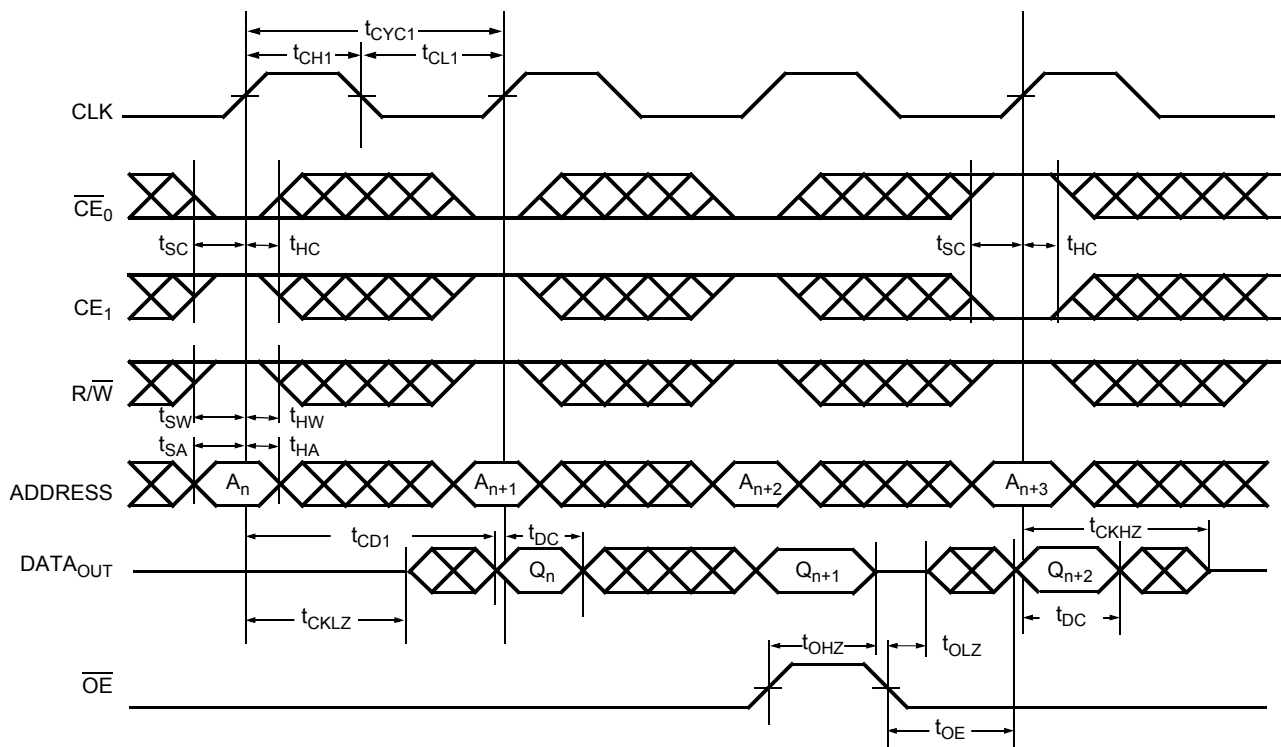 tCYC1
tCH1 tCL1
CLK
CE0
tSC tHC tSC tHC
CE1
R/W
tSW tHW
tSA tHA
ADDRESS An An+1 An+2 An+3
tCD1 tDC tCKHZ
DATAOUT Qn Qn+1 Qn+2
tCKLZ tDC
tOHZ tOLZ
OE
tOE